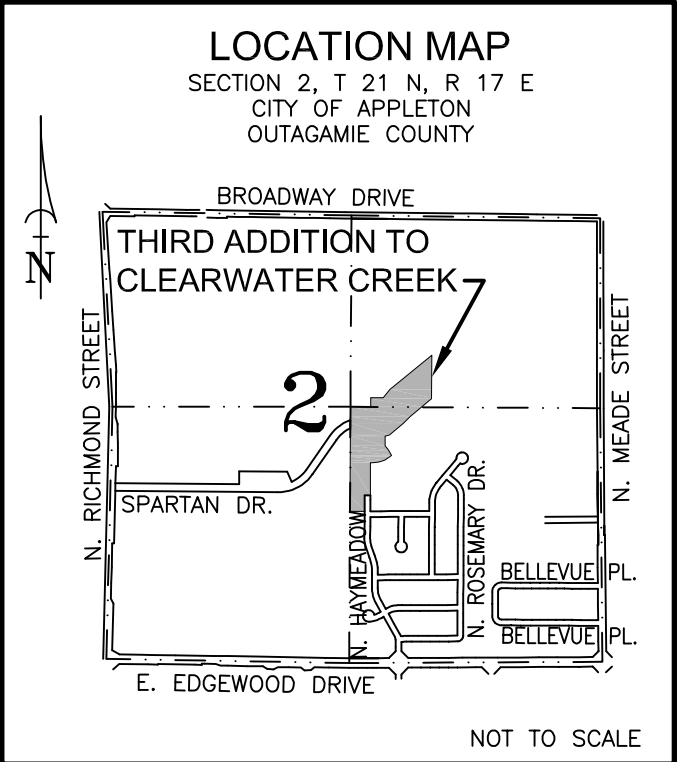 LOCATION MAP
SECTION 2, T 21 N, R 17 E
CITY OF APPLETON
OUTAGAMIE COUNTY
N
BROADWAY DRIVE
THIRD ADDITION TO
CLEARWATER CREEK
N. RICHMOND STREET
2
N. MEADE STREET
SPARTAN DR.
N. HAYMEADOW
N. ROSEMARY DR.
BELLEVUE PL.
BELLEVUE PL.
E. EDGEWOOD DRIVE
NOT TO SCALE